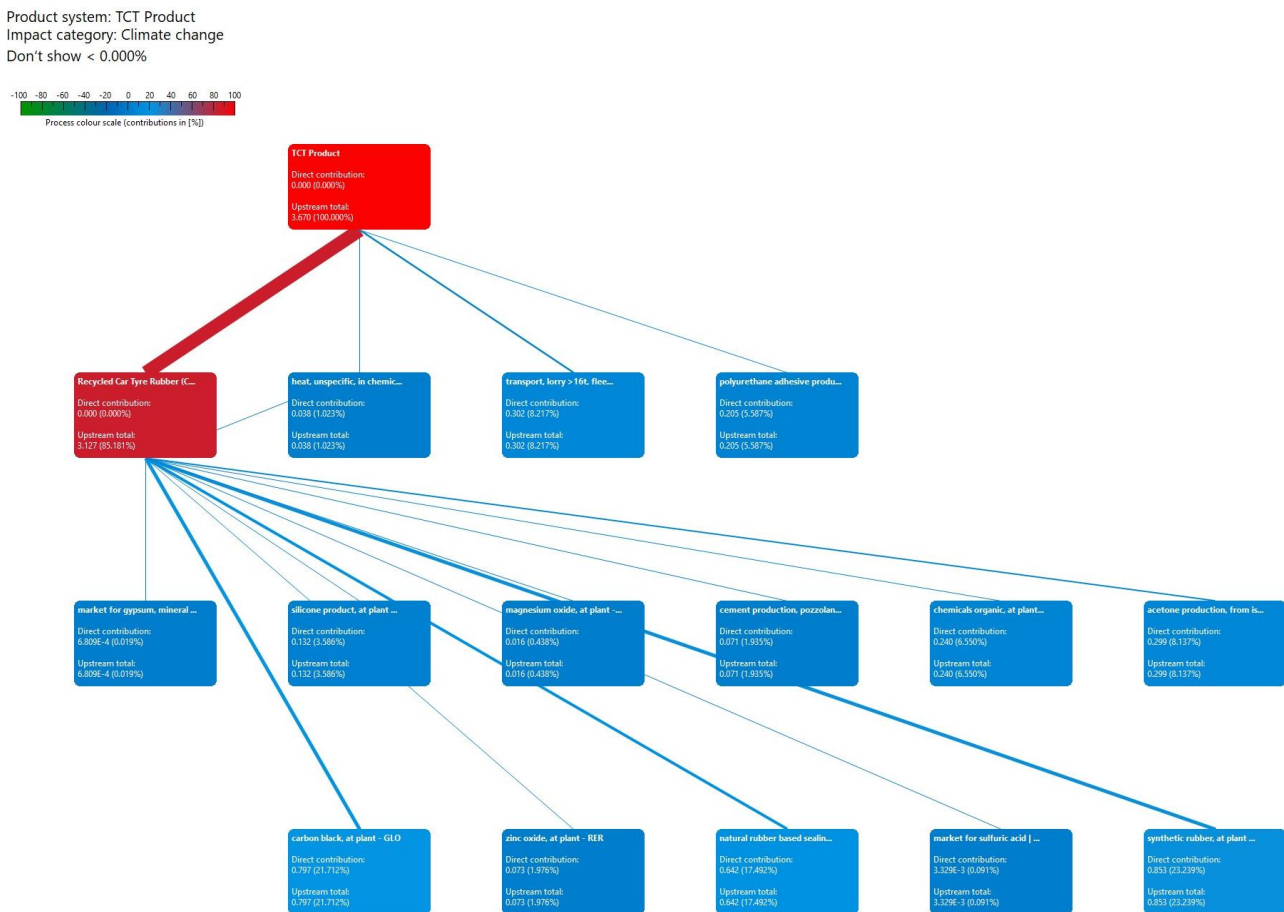 Product system: TCT Product
Impact category: Climate change
Don't show < 0.000%
-100 -80 -60 -40 -20 0 20 40 60 80 100
Process colour scale (contributions in [%])
TCT Product
Direct contribution:
0.000 (0.000%)
Upstream total:
3.670 (100.000%)
Recycled Car Tyre Rubber (C...
Direct contribution:
0.000 (0.000%)
Upstream total:
3.127 (85.181%)
heat, unspecific, in chemic...
Direct contribution:
0.038 (1.023%)
Upstream total:
0.038 (1.023%)
transport, lorry >16t, flee...
Direct contribution:
0.302 (8.217%)
Upstream total:
0.302 (8.217%)
polyurethane adhesive produ...
Direct contribution:
0.205 (5.587%)
Upstream total:
0.205 (5.587%)
market for gypsum, mineral ...
Direct contribution:
6.809E-4 (0.019%)
Upstream total:
6.809E-4 (0.019%)
silicone product, at plant ...
Direct contribution:
0.132 (3.586%)
Upstream total:
0.132 (3.586%)
magnesium oxide, at plant -...
Direct contribution:
0.016 (0.438%)
Upstream total:
0.016 (0.438%)
cement production, pozzolan...
Direct contribution:
0.071 (1.935%)
Upstream total:
0.071 (1.935%)
chemicals organic, at plant...
Direct contribution:
0.240 (6.550%)
Upstream total:
0.240 (6.550%)
acetone production, from is...
Direct contribution:
0.299 (8.137%)
Upstream total:
0.299 (8.137%)
carbon black, at plant - GLO
Direct contribution:
0.797 (21.712%)
Upstream total:
0.797 (21.712%)
zinc oxide, at plant - RER
Direct contribution:
0.073 (1.976%)
Upstream total:
0.073 (1.976%)
natural rubber based sealin...
Direct contribution:
0.642 (17.492%)
Upstream total:
0.642 (17.492%)
market for sulfuric acid | ...
Direct contribution:
3.329E-3 (0.091%)
Upstream total:
3.329E-3 (0.091%)
synthetic rubber, at plant ...
Direct contribution:
0.853 (23.239%)
Upstream total:
0.853 (23.239%)